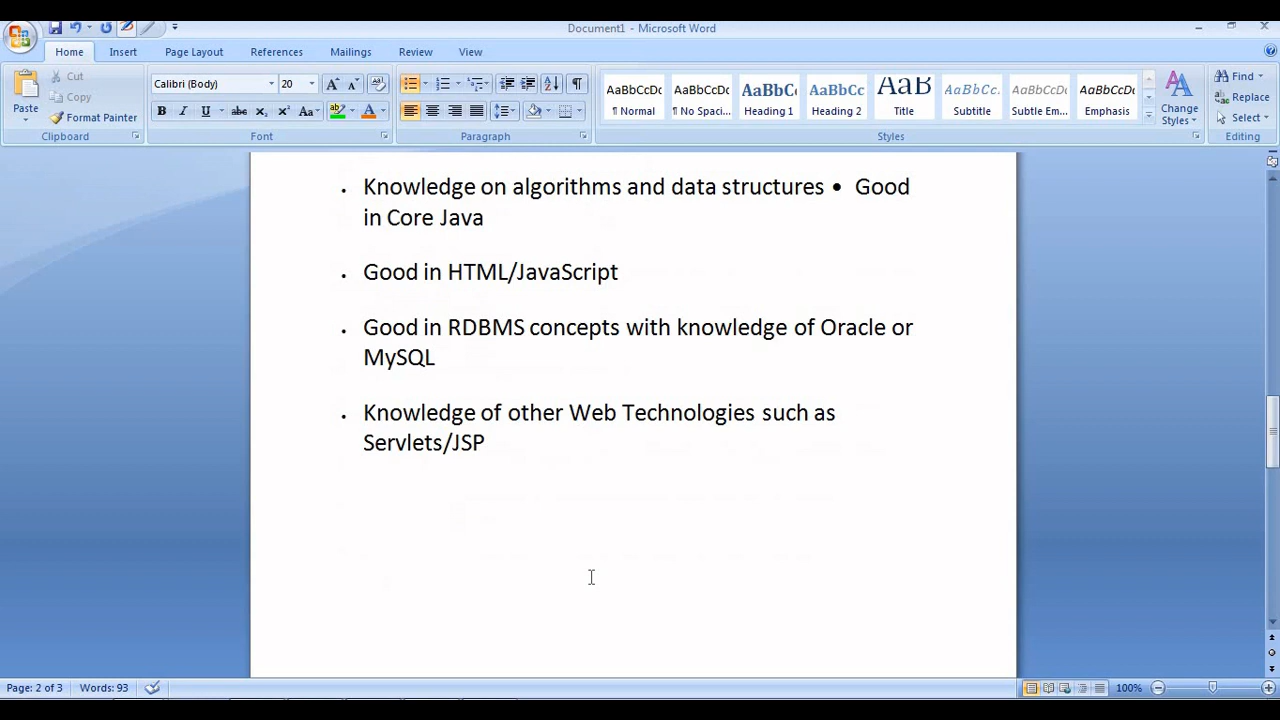 Document1 - Microsoft Word
Home Insert Page Layout References Mailings Review View
Paste
Cut
Copy
Format Painter
Clipboard
Calibri (Body) 20
Font
Paragraph
AaBbCcDc AaBbCcDc AaBbC AaBbCc AaB AaBbCc. AaBbCcDc AaBbCcDc
¶ Normal ¶ No Spaci... Heading 1 Heading 2 Title Subtitle Subtle Em... Emphasis
Change Styles
Styles
Find
Replace
Select
Editing
• Knowledge on algorithms and data structures • Good
in Core Java
• Good in HTML/JavaScript
• Good in RDBMS concepts with knowledge of Oracle or
MySQL
• Knowledge of other Web Technologies such as
Servlets/JSP
Page: 2 of 3 Words: 93 100%